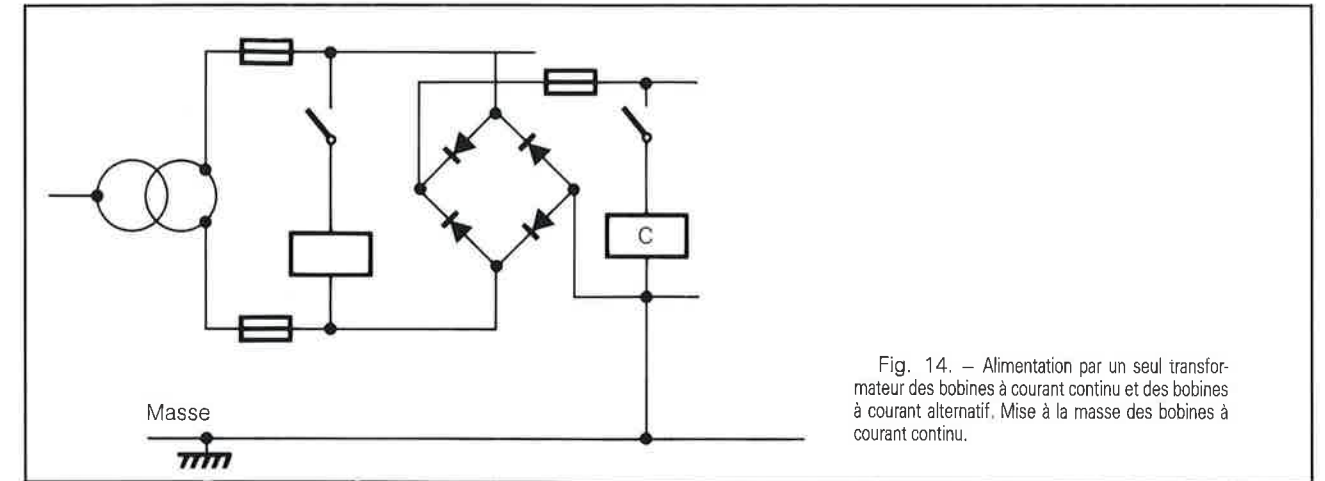 C
Masse
Fig. 14. — Alimentation par un seul transfor-
mateur des bobines à courant continu et des bobines
à courant alternatif. Mise à la masse des bobines à
courant continu.